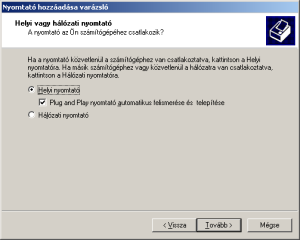 Nyomtató hozzáadása varázsló
Helyi vagy hálózati nyomtató
A nyomtató az Ön számítógépéhez csatlakozik?
Ha a nyomtató közvetlenül a számítógéphez van csatlakoztatva, kattintson a Helyi
nyomtatóra. Ha másik számítógéphez vagy közvetlenül a hálózatra van csatlakoztatva,
kattintson a Hálózati nyomtatóra.
Helyi nyomtató
Plug and Play nyomtató automatikus felismerése és telepítése
Hálózati nyomtató
< Vissza
Tovább >
Mégse